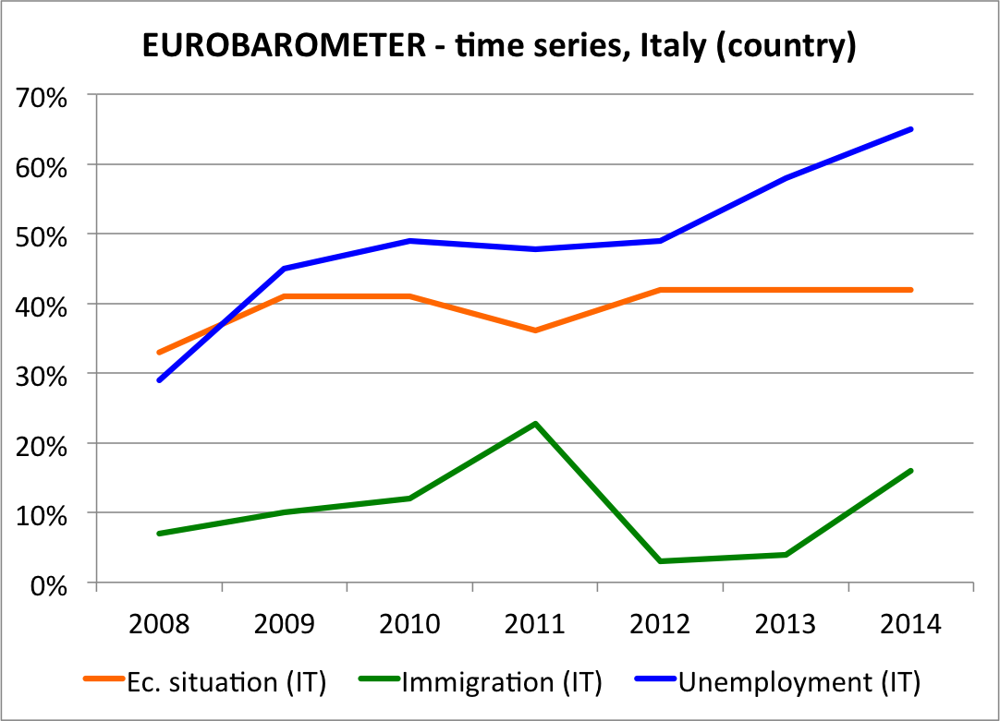 EUROBAROMETER - time series, Italy (country)
70%
60%
50%
40%
30%
20%
10%
0%
2008 2009 2010 2011 2012 2013 2014
Ec. situation (IT) Immigration (IT) Unemployment (IT)